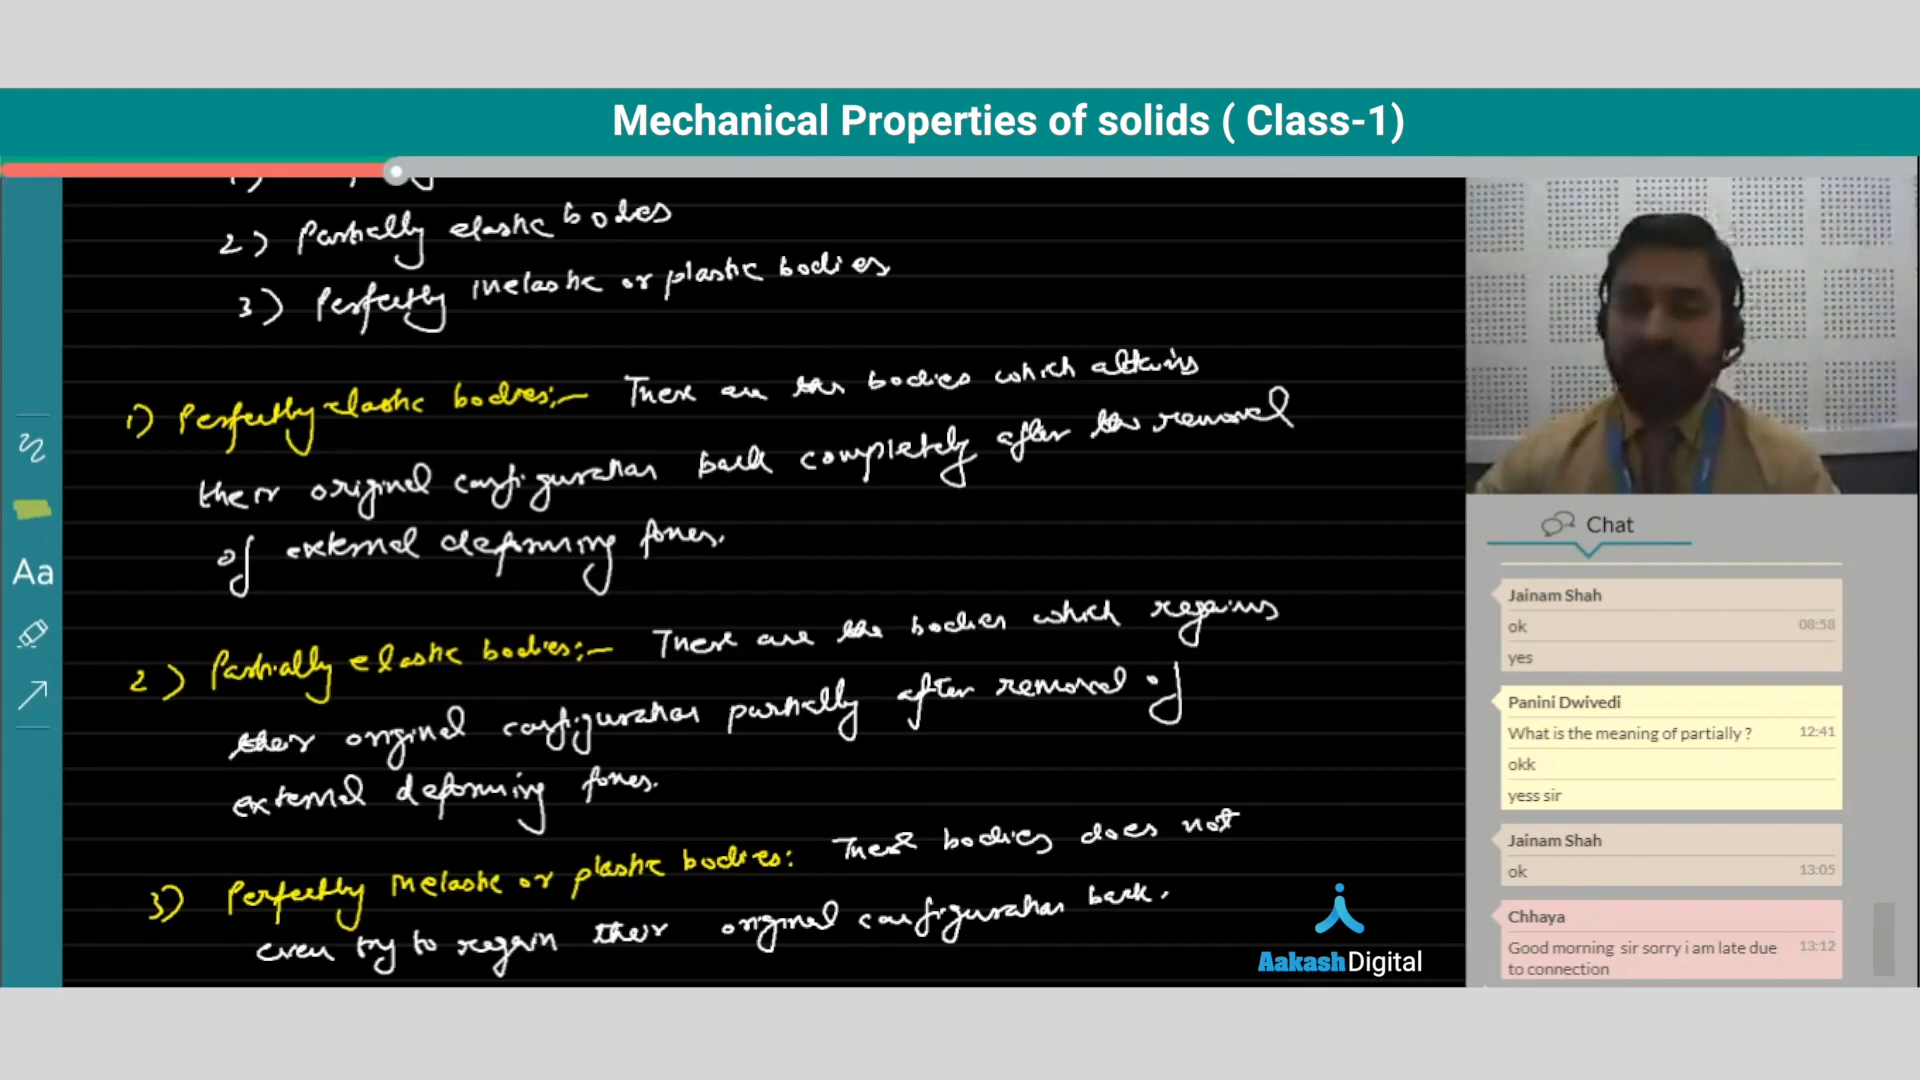 Mechanical Properties of solids ( Class-1)
2) Partially elastic bodies
3) Perfectly inelastic or plastic bodies
1) Perfectly elastic bodies:- These are the bodies which attains
their original configuration back completely after the removal
of external deforming forces.
2) Partially elastic bodies:- These are the bodies which regains
their original configuration partially after removal of
external deforming forces.
3) Perfectly inelastic or plastic bodies: These bodies does not
even try to regain their original configuration back.
Aa
Aakash Digital
Chat
Jainam Shah
ok 08:58
yes
Panini Dwivedi
What is the meaning of partially ? 12:41
okk
yess sir
Jainam Shah
ok 13:05
Chhaya
Good morning sir sorry i am late due 13:12
to connection